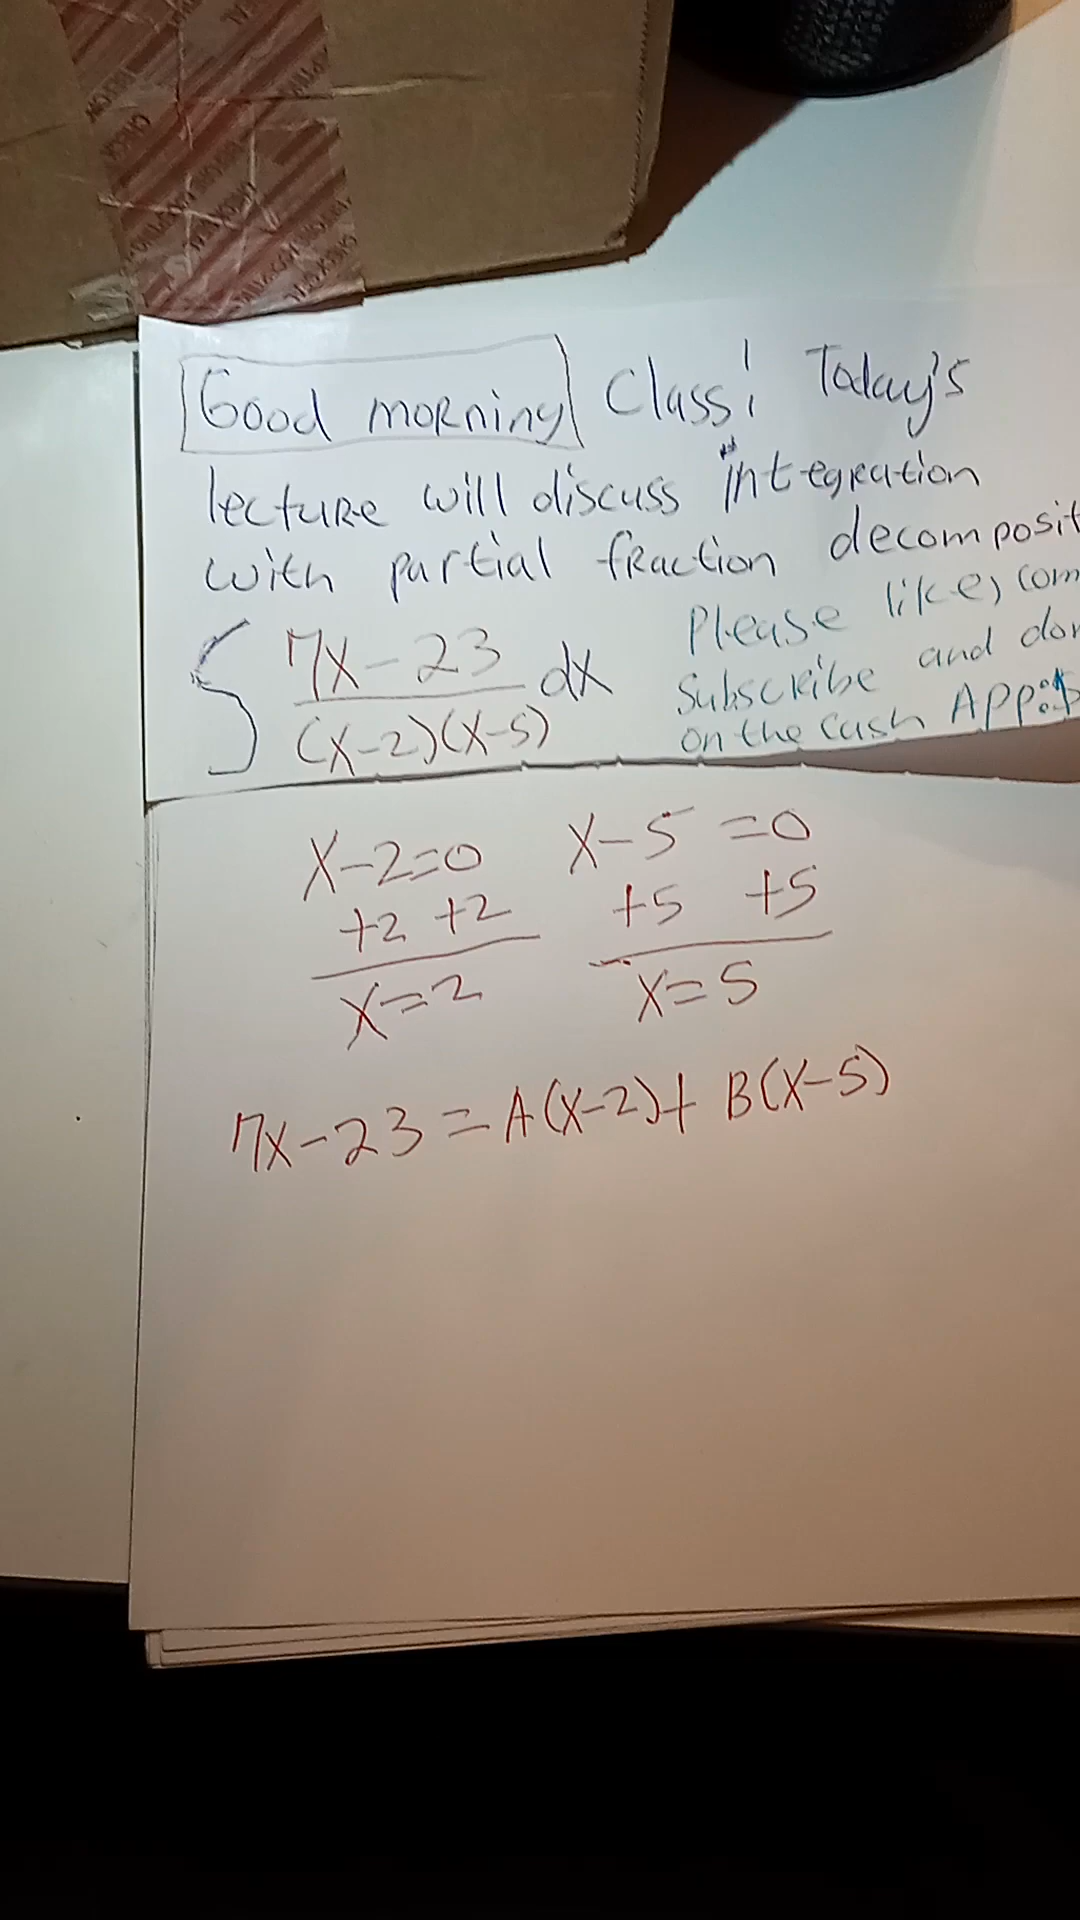 Good morning Class! Today's
lecture will discuss integration
with partial fraction decomposit
Please like, com
∫ 7x-23 / (x-2)(x-5) dx
Subscribe and don
on the Cash App:$
x-2=0 x-5=0
+2 +2 +5 +5
x=2 x=5
7x-23=A(x-2)+B(x-5)